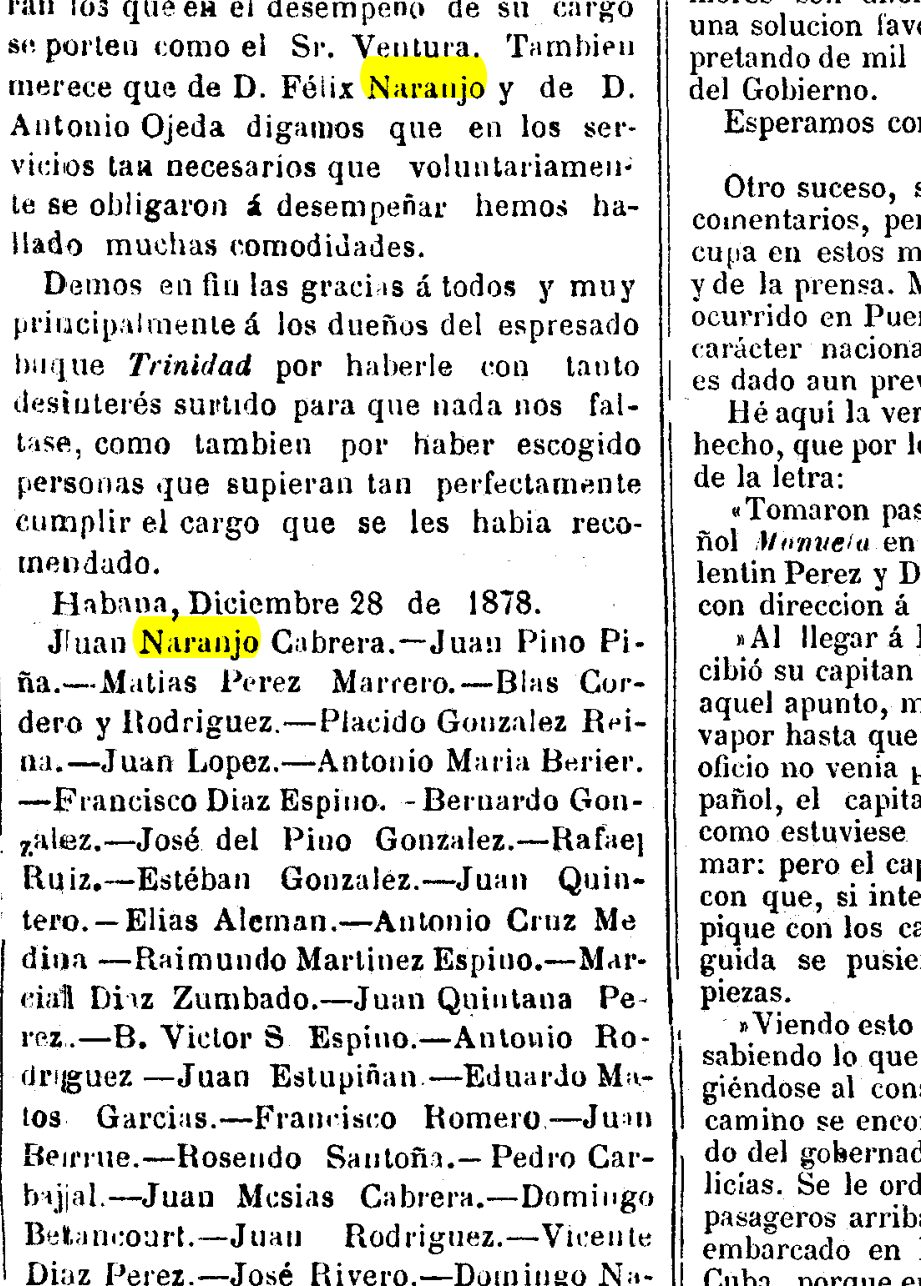 ran los que en el desempeño de su cargo
se porten como el Sr. Ventura. Tambien
merece que de D. Félix Naranjo y de D.
Antonio Ojeda digamos que en los ser-
vicios tan necesarios que voluntariamen-
te se obligaron á desempeñar hemos ha-
llado muchas comodidades.
Demos en fin las gracias á todos y muy
principalmente á los dueños del espresado
buque Trinidad por haberle con tanto
desinterés surtido para que nada nos fal-
tase, como tambien por haber escogido
personas que supieran tan perfectamente
cumplir el cargo que se les habia reco-
mendado.
Habana, Diciembre 28 de 1878.
Juan Naranjo Cabrera.—Juan Pino Pi-
ña.—Matias Perez Marrero.—Blas Cor-
dero y Rodriguez.—Placido Gonzalez Rei-
na.—Juan Lopez.—Antonio Maria Berier.
—Francisco Diaz Espino. -Bernardo Gon-
zalez.—José del Pino Gonzalez.—Rafael
Ruiz.—Estéban Gonzalez.—Juan Quin-
tero.—Elias Aleman.—Antonio Cruz Me
dina —Raimundo Martinez Espino.—Mar-
cial Diaz Zumbado.—Juan Quintana Pe-
rez.—B. Victor S. Espino.—Antonio Ro-
driguez —Juan Estupiñan.—Eduardo Ma-
tos Garcias.—Francisco Romero.—Juan
Berrue.—Rosendo Santoña.—Pedro Car-
bajal.—Juan Mesias Cabrera.—Domingo
Betancourt.—Juan Rodriguez.—Vicente
Diaz Perez.—José Rivero.—Domingo Na-
una solucion fav
pretando de mil
del Gobierno.
Esperamos co
Otro suceso, s
comentarios, pe
cupa en estos m
y de la prensa. M
ocurrido en Pue
carácter naciona
es dado aun pre
Hé aquí la ver
hecho, que por l
de la letra:
«Tomaron pas
ñol Manuela en
lentin Perez y D
con direccion á
»Al llegar á
cibió su capitan
aquel apunto, m
vapor hasta que
oficio no venia
pañol, el capita
como estuviese
mar: pero el cap
con que, si inte
pique con los ca
guida se pusie
piezas.
»Viendo esto
sabiendo lo que
giéndose al cons
camino se enco
do del gobernad
licías. Se le ord
pasageros arrib
embarcado en
Cuba porque e